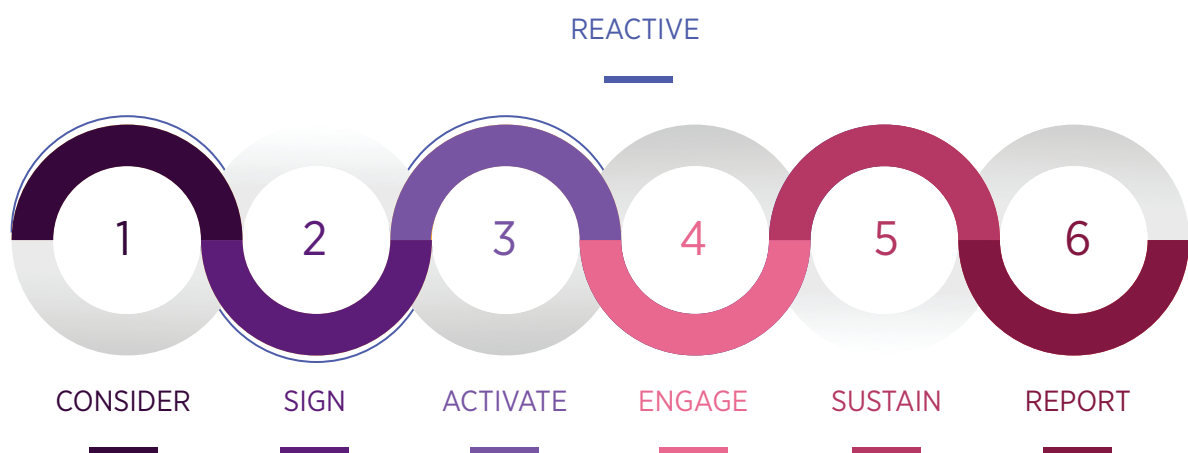 REACTIVE
1 2 3 4 5 6
CONSIDER SIGN ACTIVATE ENGAGE SUSTAIN REPORT